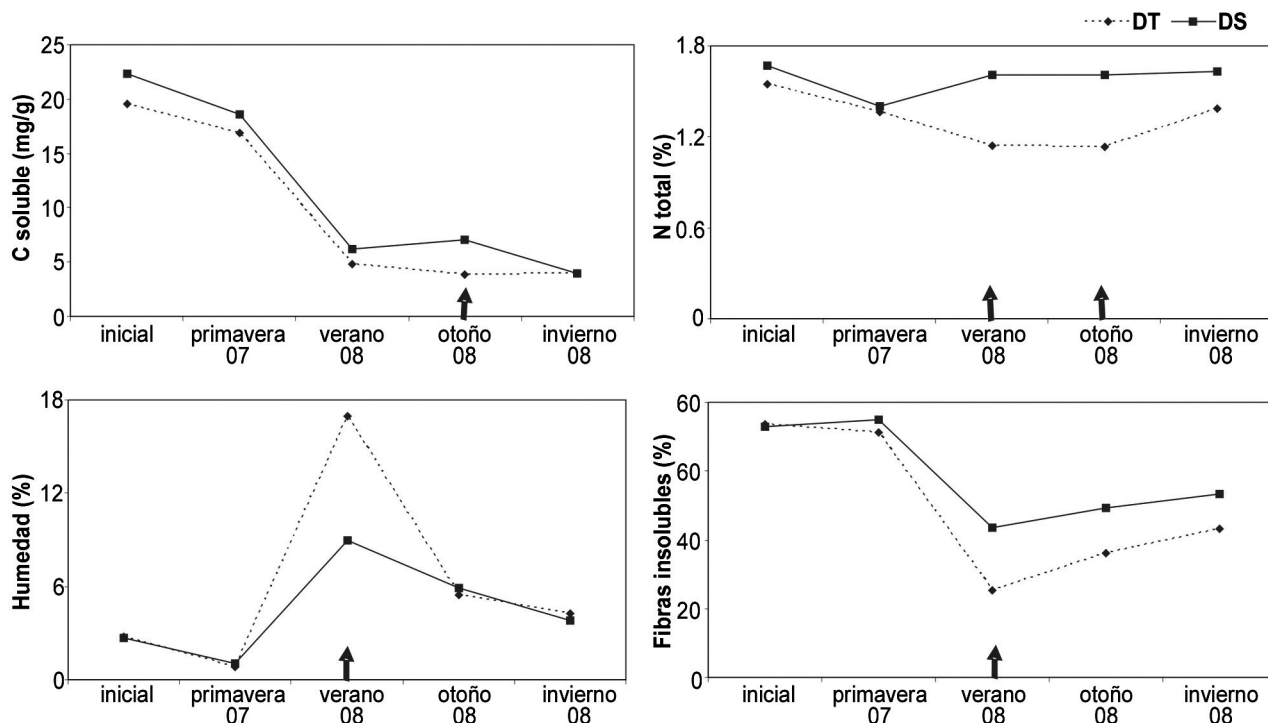 DT DS
C soluble (mg/g)
25
20
15
10
5
0
inicial primavera verano otoño invierno
07 08 08 08
N total (%)
1.8
1.2
0.6
0
inicial primavera verano otoño invierno
07 08 08 08
Humedad (%)
18
12
6
0
inicial primavera verano otoño invierno
07 08 08 08
Fibras insolubles (%)
60
60
40
20
0
inicial primavera verano otoño invierno
07 08 08 08